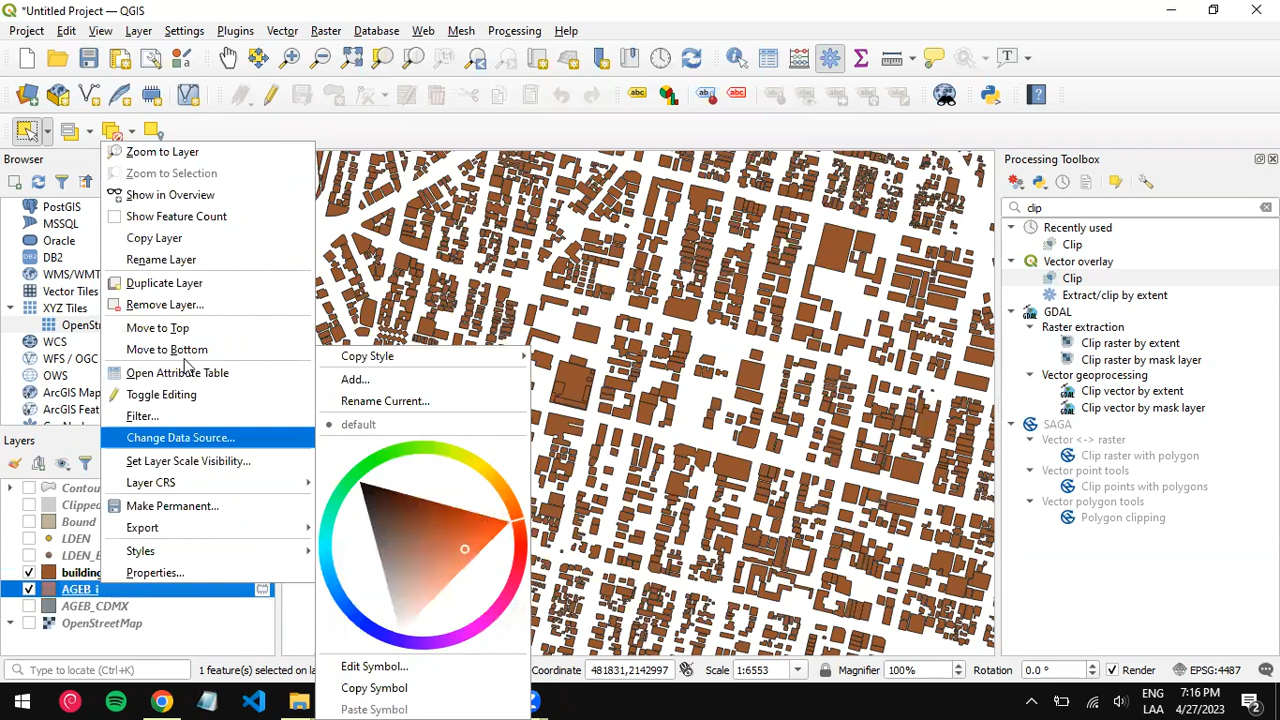 *Untitled Project — QGIS
Project Edit View Layer Settings Plugins Vector Raster Database Web Mesh Processing Help
Browser
PostGIS
MSSQL
Oracle
DB2
WMS/WMT
Vector Tiles
XYZ Tiles
OpenStr
WCS
WFS / OGC
OWS
ArcGIS Map
ArcGIS Feat
Layers
Contou
Clipped
Bound
LDEN
LDEN_E
building
AGEB_i
AGEB_CDMX
OpenStreetMap
Zoom to Layer
Zoom to Selection
Show in Overview
Show Feature Count
Copy Layer
Rename Layer
Duplicate Layer
Remove Layer...
Move to Top
Move to Bottom
Open Attribute Table
Toggle Editing
Filter...
Change Data Source...
Set Layer Scale Visibility...
Layer CRS
Make Permanent...
Export
Styles
Properties...
Copy Style
Add...
Rename Current...
default
Edit Symbol...
Copy Symbol
Paste Symbol
Processing Toolbox
clip
Recently used
Clip
Vector overlay
Clip
Extract/clip by extent
GDAL
Raster extraction
Clip raster by extent
Clip raster by mask layer
Vector geoprocessing
Clip vector by extent
Clip vector by mask layer
SAGA
Vector <-> raster
Clip raster with polygon
Vector point tools
Clip points with polygons
Vector polygon tools
Polygon clipping
Type to locate (Ctrl+K) 1 feature(s) selected on la Coordinate 481831,2142997 Scale 1:6553 Magnifier 100% Rotation 0.0 ° Render EPSG:4487
ENG
LAA
7:16 PM
4/27/2023
2